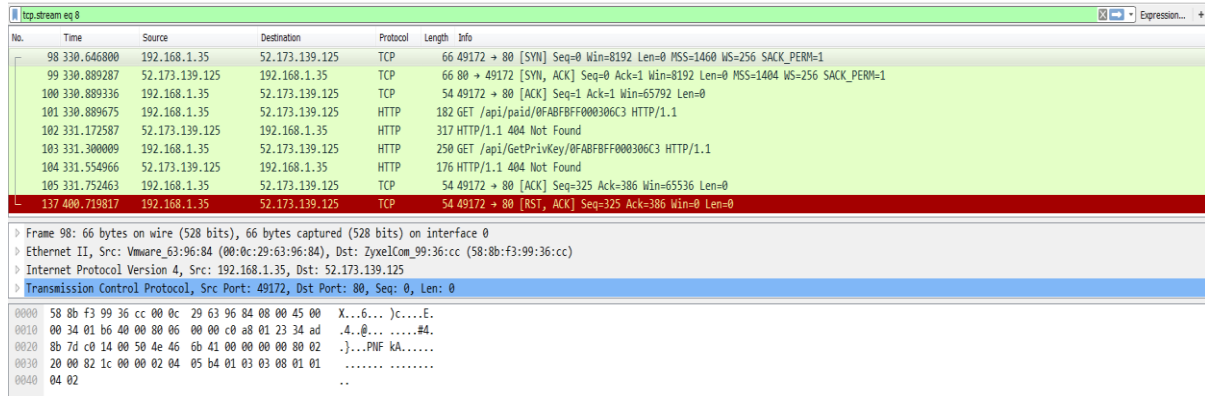 tcp.stream eq 8 Expression... +
No. Time Source Destination Protocol Length Info
98 330.646800 192.168.1.35 52.173.139.125 TCP 66 49172 → 80 [SYN] Seq=0 Win=8192 Len=0 MSS=1460 WS=256 SACK_PERM=1
99 330.889287 52.173.139.125 192.168.1.35 TCP 66 80 → 49172 [SYN, ACK] Seq=0 Ack=1 Win=8192 Len=0 MSS=1404 WS=256 SACK_PERM=1
100 330.889336 192.168.1.35 52.173.139.125 TCP 54 49172 → 80 [ACK] Seq=1 Ack=1 Win=65792 Len=0
101 330.889675 192.168.1.35 52.173.139.125 HTTP 182 GET /api/paid/0FABFBFF000306C3 HTTP/1.1
102 331.172587 52.173.139.125 192.168.1.35 HTTP 317 HTTP/1.1 404 Not Found
103 331.300009 192.168.1.35 52.173.139.125 HTTP 250 GET /api/GetPrivKey/0FABFBFF000306C3 HTTP/1.1
104 331.554966 52.173.139.125 192.168.1.35 HTTP 176 HTTP/1.1 404 Not Found
105 331.752463 192.168.1.35 52.173.139.125 TCP 54 49172 → 80 [ACK] Seq=325 Ack=386 Win=65536 Len=0
137 400.719817 192.168.1.35 52.173.139.125 TCP 54 49172 → 80 [RST, ACK] Seq=325 Ack=386 Win=0 Len=0
Frame 98: 66 bytes on wire (528 bits), 66 bytes captured (528 bits) on interface 0
Ethernet II, Src: Vmware_63:96:84 (00:0c:29:63:96:84), Dst: ZyxelCom_99:36:cc (58:8b:f3:99:36:cc)
Internet Protocol Version 4, Src: 192.168.1.35, Dst: 52.173.139.125
Transmission Control Protocol, Src Port: 49172, Dst Port: 80, Seq: 0, Len: 0
0000 58 8b f3 99 36 cc 00 0c 29 63 96 84 08 00 45 00 X...6... )c....E.
0010 00 34 01 b6 40 00 80 06 00 00 c0 a8 01 23 34 ad .4..@... .....#4.
0020 8b 7d c0 14 00 50 4e 46 6b 41 00 00 00 00 80 02 .}...PNF kA......
0030 20 00 82 1c 00 00 02 04 05 b4 01 03 03 08 01 01 ....... ........
0040 04 02 ..